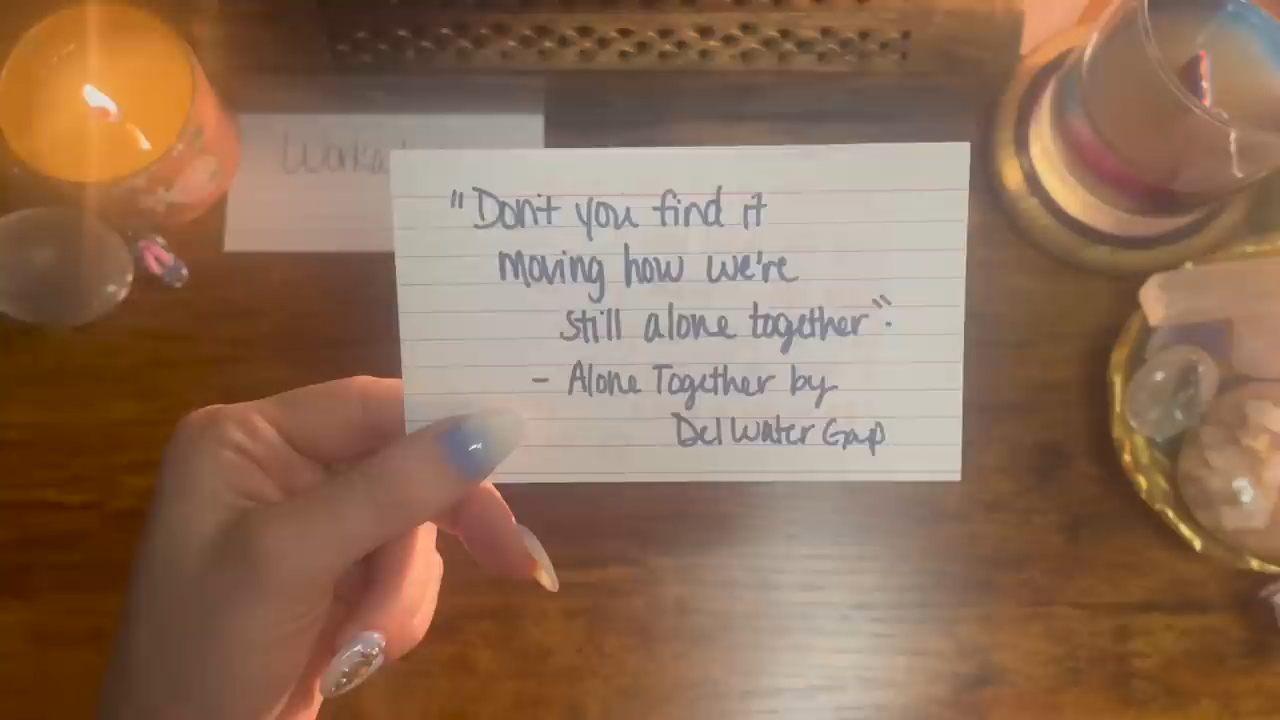 "Don't you find it
moving how we're
still alone together".
- Alone Together by
Del Water Gap